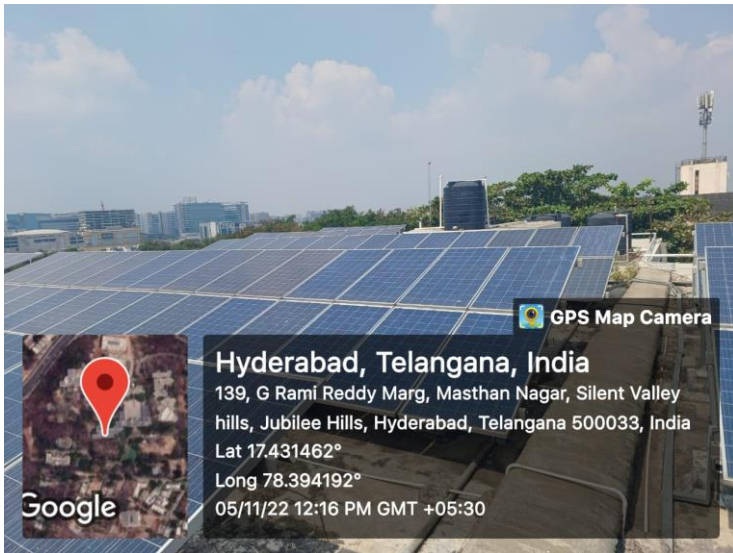 GPS Map Camera
Hyderabad, Telangana, India
139, G Rami Reddy Marg, Masthan Nagar, Silent Valley
hills, Jubilee Hills, Hyderabad, Telangana 500033, India
Lat 17.431462°
Long 78.394192°
05/11/22 12:16 PM GMT +05:30
Google